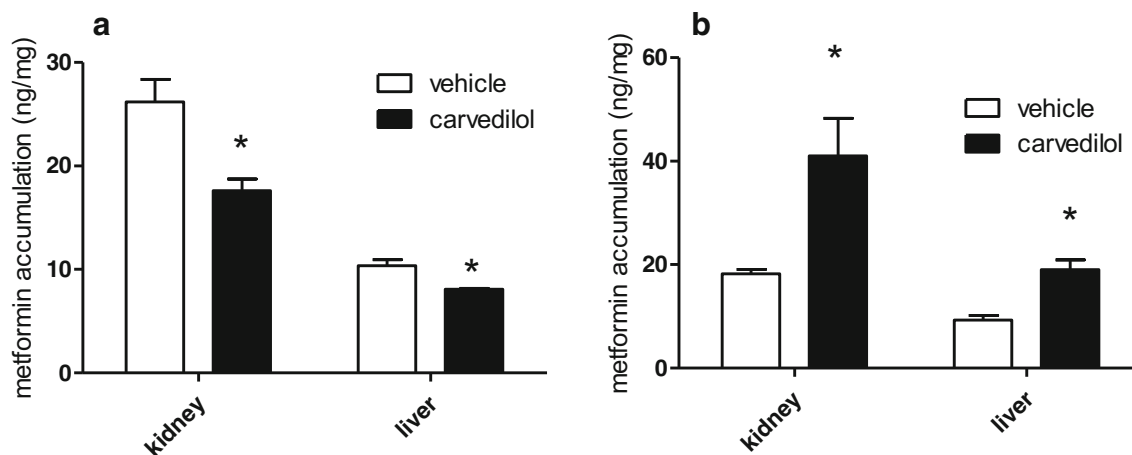 a
metformin accumulation (ng/mg)
30
20
10
0
vehicle
carvedilol
*
*
kidney
liver
b
metformin accumulation (ng/mg)
60
40
20
0
vehicle
carvedilol
*
*
kidney
liver